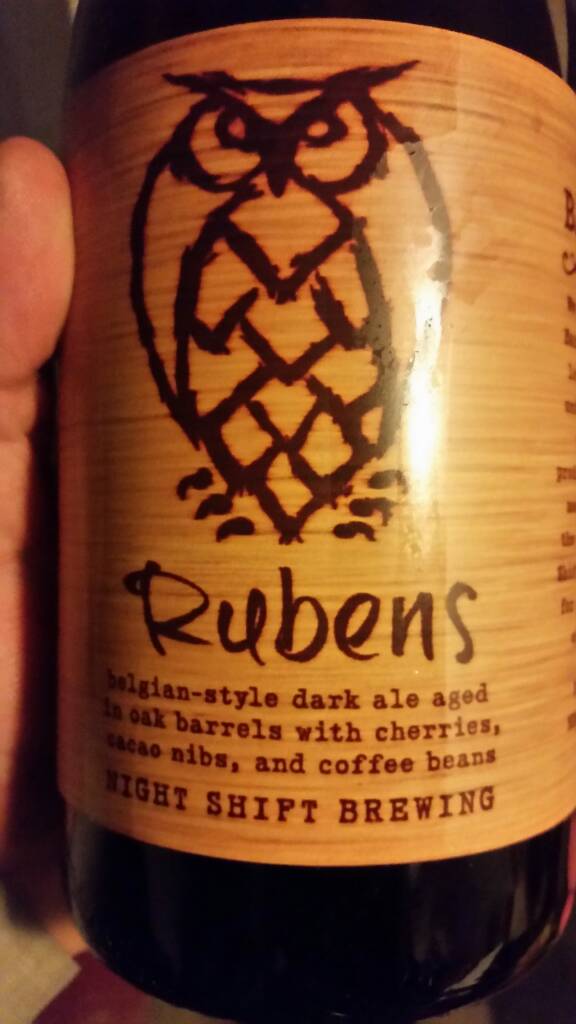 Rubens
belgian-style dark ale aged
in oak barrels with cherries,
cacao nibs, and coffee beans
NIGHT SHIFT BREWING